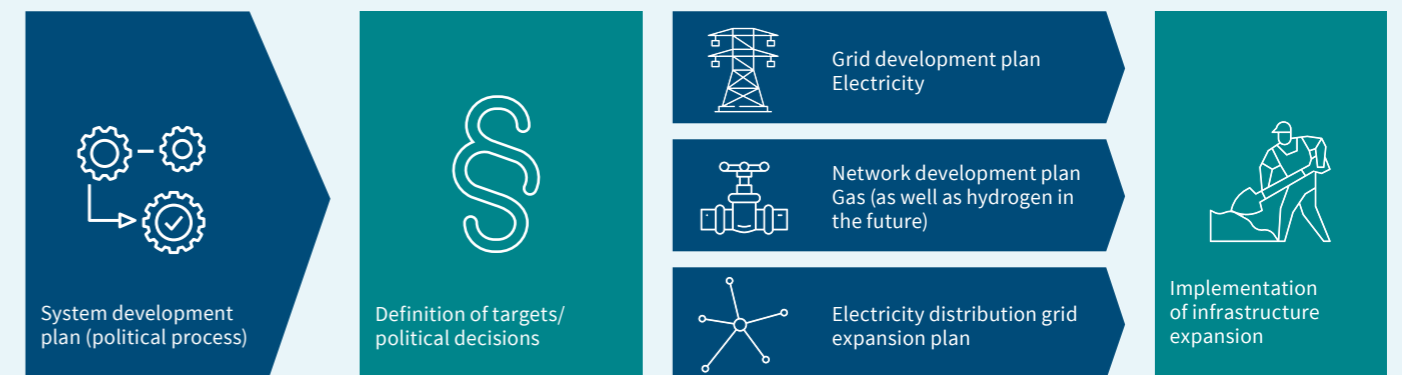 System development
plan (political process)
Definition of targets/
political decisions
Grid development plan
Electricity
Network development plan
Gas (as well as hydrogen in
the future)
Electricity distribution grid
expansion plan
Implementation
of infrastructure
expansion